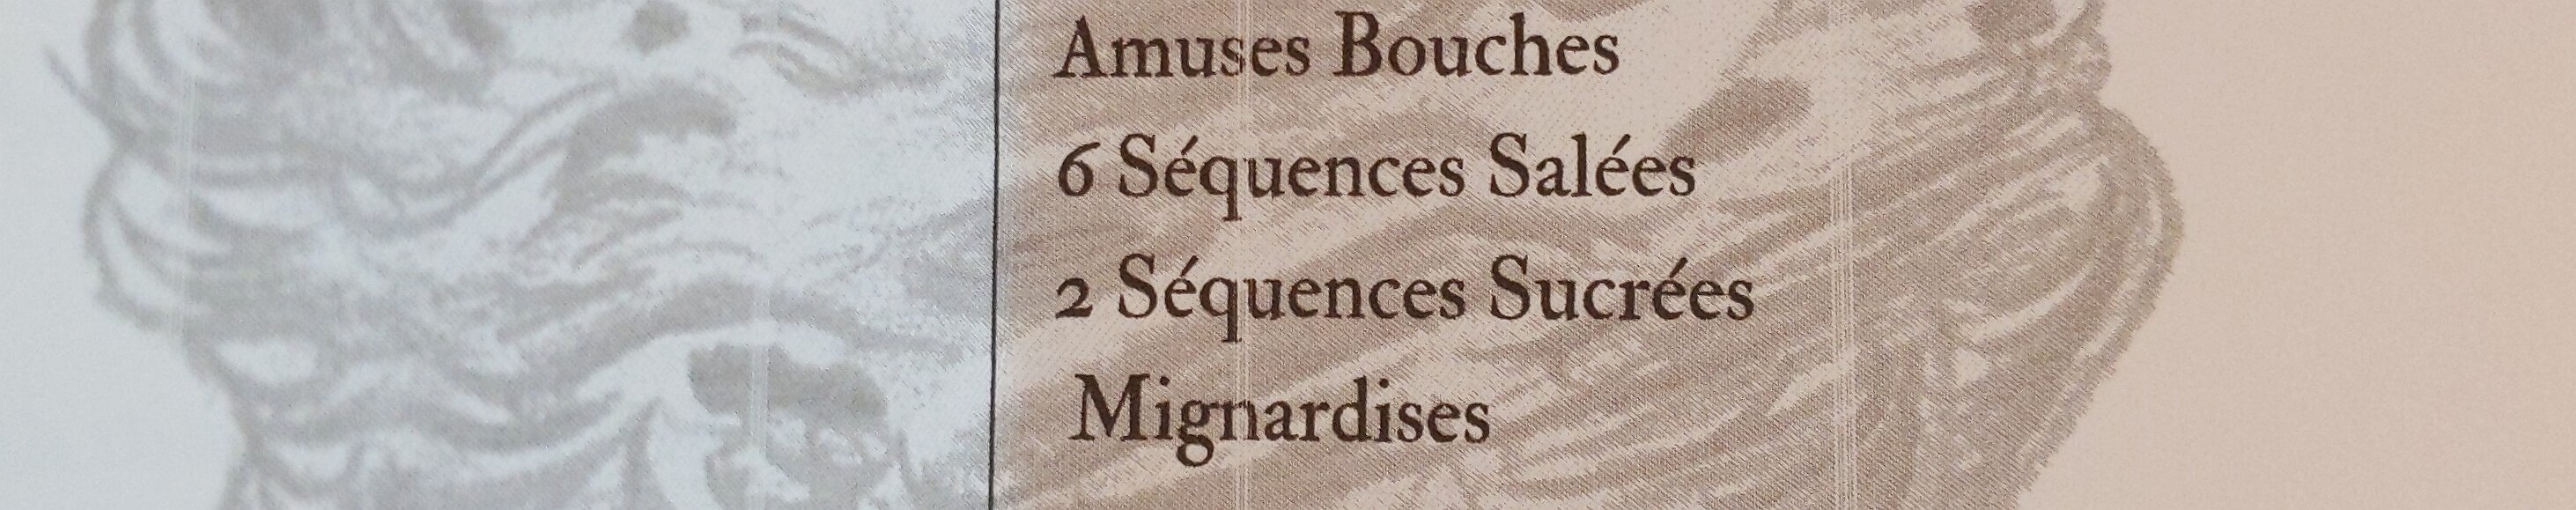 Amuses Bouches
6 Séquences Salées
2 Séquences Sucrées
Mignardises